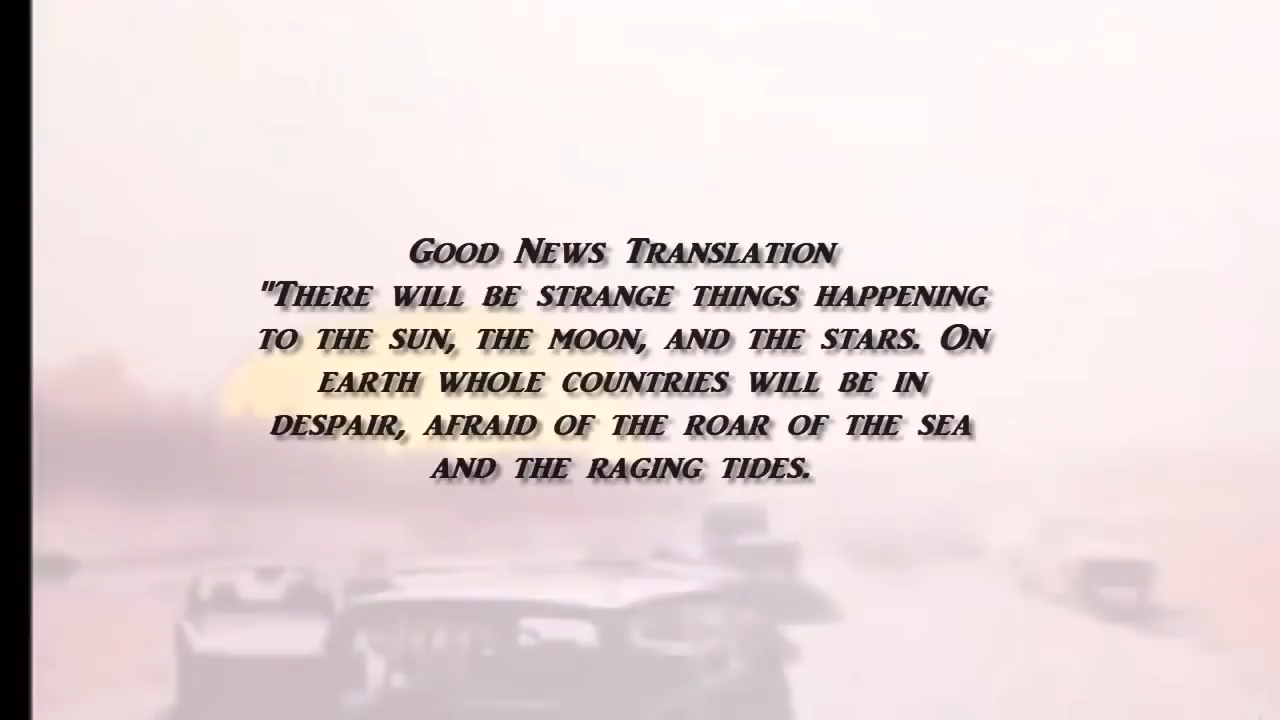 Good News Translation
"There will be strange things happening
to the sun, the moon, and the stars. On
earth whole countries will be in
despair, afraid of the roar of the sea
and the raging tides.